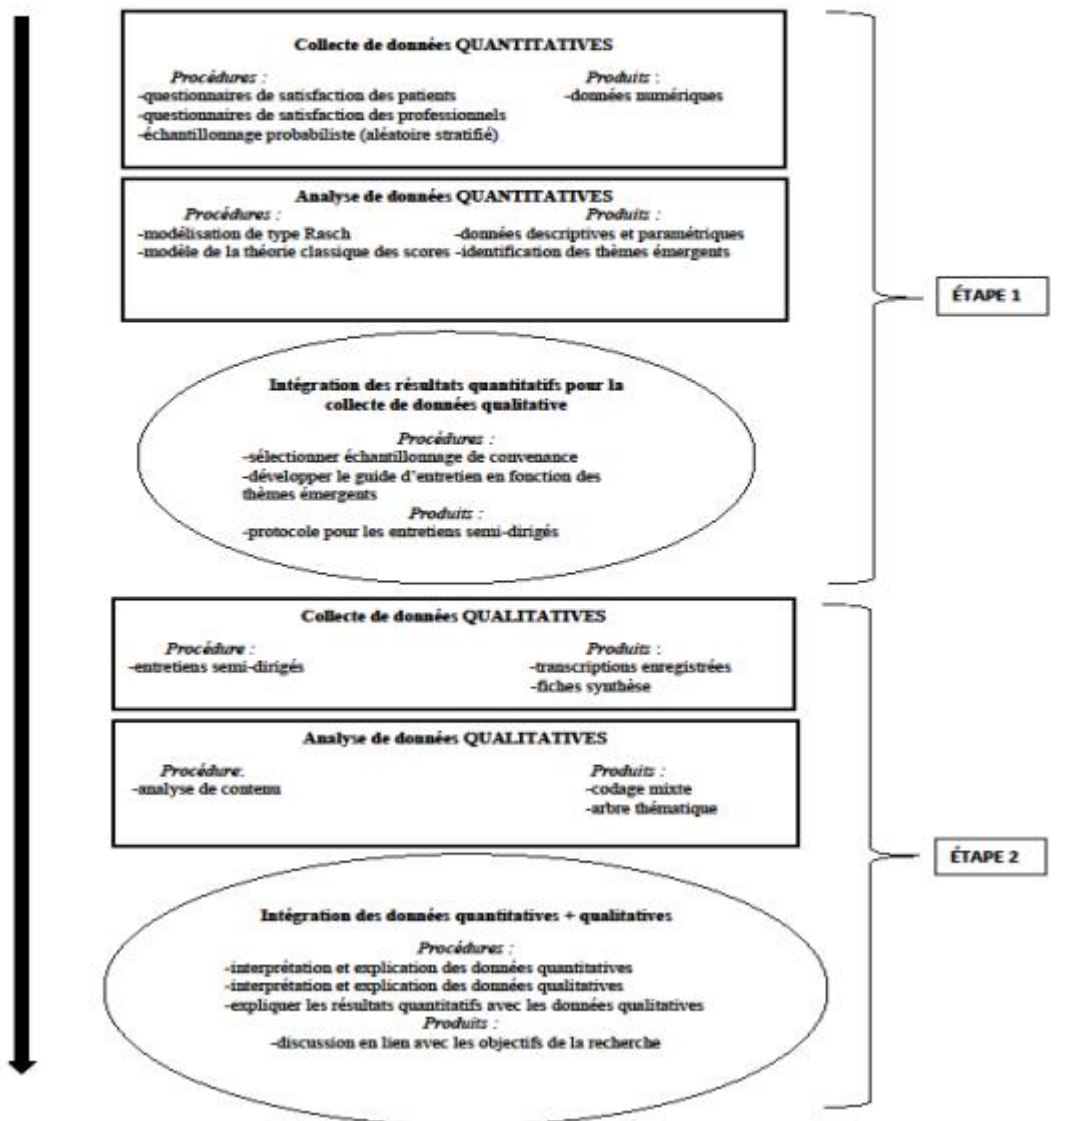 Collecte de données QUANTITATIVES
Procédures :
-questionnaires de satisfaction des patients
-questionnaires de satisfaction des professionnels
-échantillonnage probabiliste (aléatoire stratifié)
Produits :
-données numériques
Analyse de données QUANTITATIVES
Procédures :
-modélisation de type Rasch
-modèle de la théorie classique des scores
Produits :
-données descriptives et paramétriques
-identification des thèmes émergents
ÉTAPE 1
Intégration des résultats quantitatifs pour la
collecte de données qualitative
Procédures :
-sélectionner échantillonnage de convenance
-développer le guide d'entretien en fonction des
thèmes émergents
Produits :
-protocole pour les entretiens semi-dirigés
Collecte de données QUALITATIVES
Procédure :
-entretiens semi-dirigés
Produits :
-transcriptions enregistrées
-fiches synthèse
Analyse de données QUALITATIVES
Procédure.
-analyse de contenu
Produits :
-codage mixte
-arbre thématique
ÉTAPE 2
Intégration des données quantitatives + qualitatives
Procédures :
-interprétation et explication des données quantitatives
-interprétation et explication des données qualitatives
-expliquer les résultats quantitatifs avec les données qualitatives
Produits :
-discussion en lien avec les objectifs de la recherche